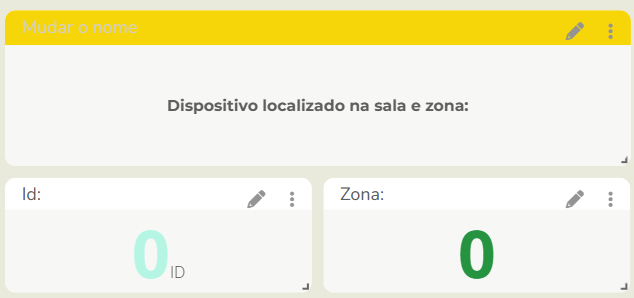 Mudar o nome
Dispositivo localizado na sala e zona:
Id:
Zona:
0 ID
0